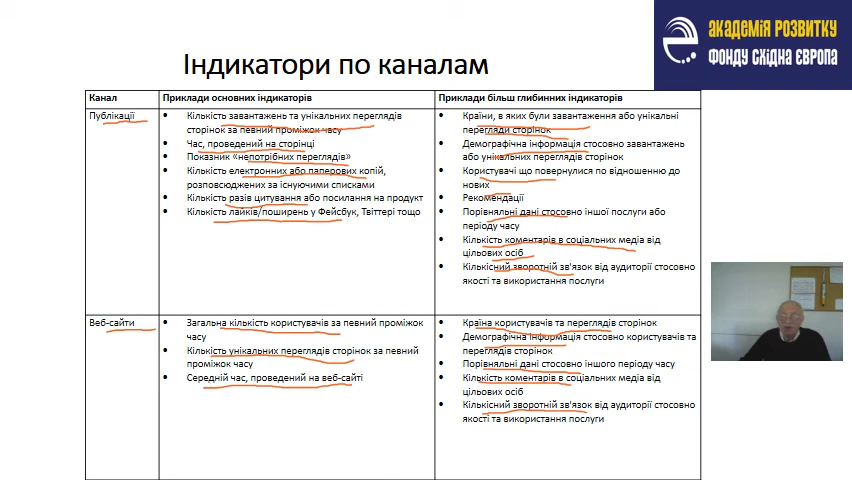 АКАДЕМІЯ РОЗВИТКУ
ФОНДУ СХІДНА ЄВРОПА
Індикатори по каналам
Канал
Приклади основних індикаторів
Приклади більш глибинних індикаторів
Публікації
• Кількість завантажень та унікальних переглядів
сторінок за певний проміжок часу
• Час, проведений на сторінці
• Показник «непотрібних переглядів»
• Кількість електронних або паперових копій,
розповсюджених за існуючими списками
• Кількість разів цитування або посилання на продукт
• Кількість лайків/поширень у Фейсбук, Твіттері тощо
• Країни, в яких були завантаження або унікальні
перегляди сторінок
• Демографічна інформація стосовно завантажень
або унікальних переглядів сторінок
• Користувачі що повернулися по відношенню до
нових
• Рекомендації
• Порівняльні дані стосовно іншої послуги або
періоду часу
• Кількість коментарів в соціальних медіа від
цільових осіб
• Кількісний зворотній зв'язок від аудиторії стосовно
якості та використання послуги
Веб-сайти
• Загальна кількість користувачів за певний проміжок
часу
• Кількість унікальних переглядів сторінок за певний
проміжок часу
• Середній час, проведений на веб-сайті
• Країна користувачів та переглядів сторінок
• Демографічна інформація стосовно користувачів та
переглядів сторінок
• Порівняльні дані стосовно іншого періоду часу
• Кількість коментарів в соціальних медіа від
цільових осіб
• Кількісний зворотній зв'язок від аудиторії стосовно
якості та використання послуги